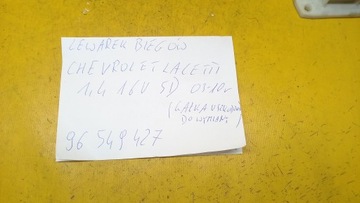 LEWAREK BIEGÓW
CHEVROLET LACETTI
1,4 16V 5D 03-10r
(GAŁKA USZKODZONA
DO WYMIANY)
96 549 427